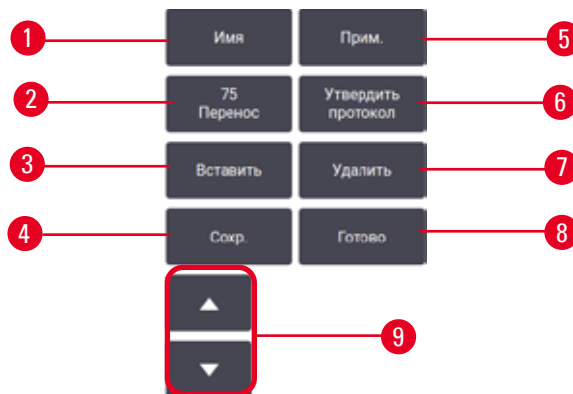 1
Имя
Прим.
5
2
75
Перенос
Утвердить
протокол
6
3
Вставить
Удалить
7
4
Сохр.
Готово
8
9